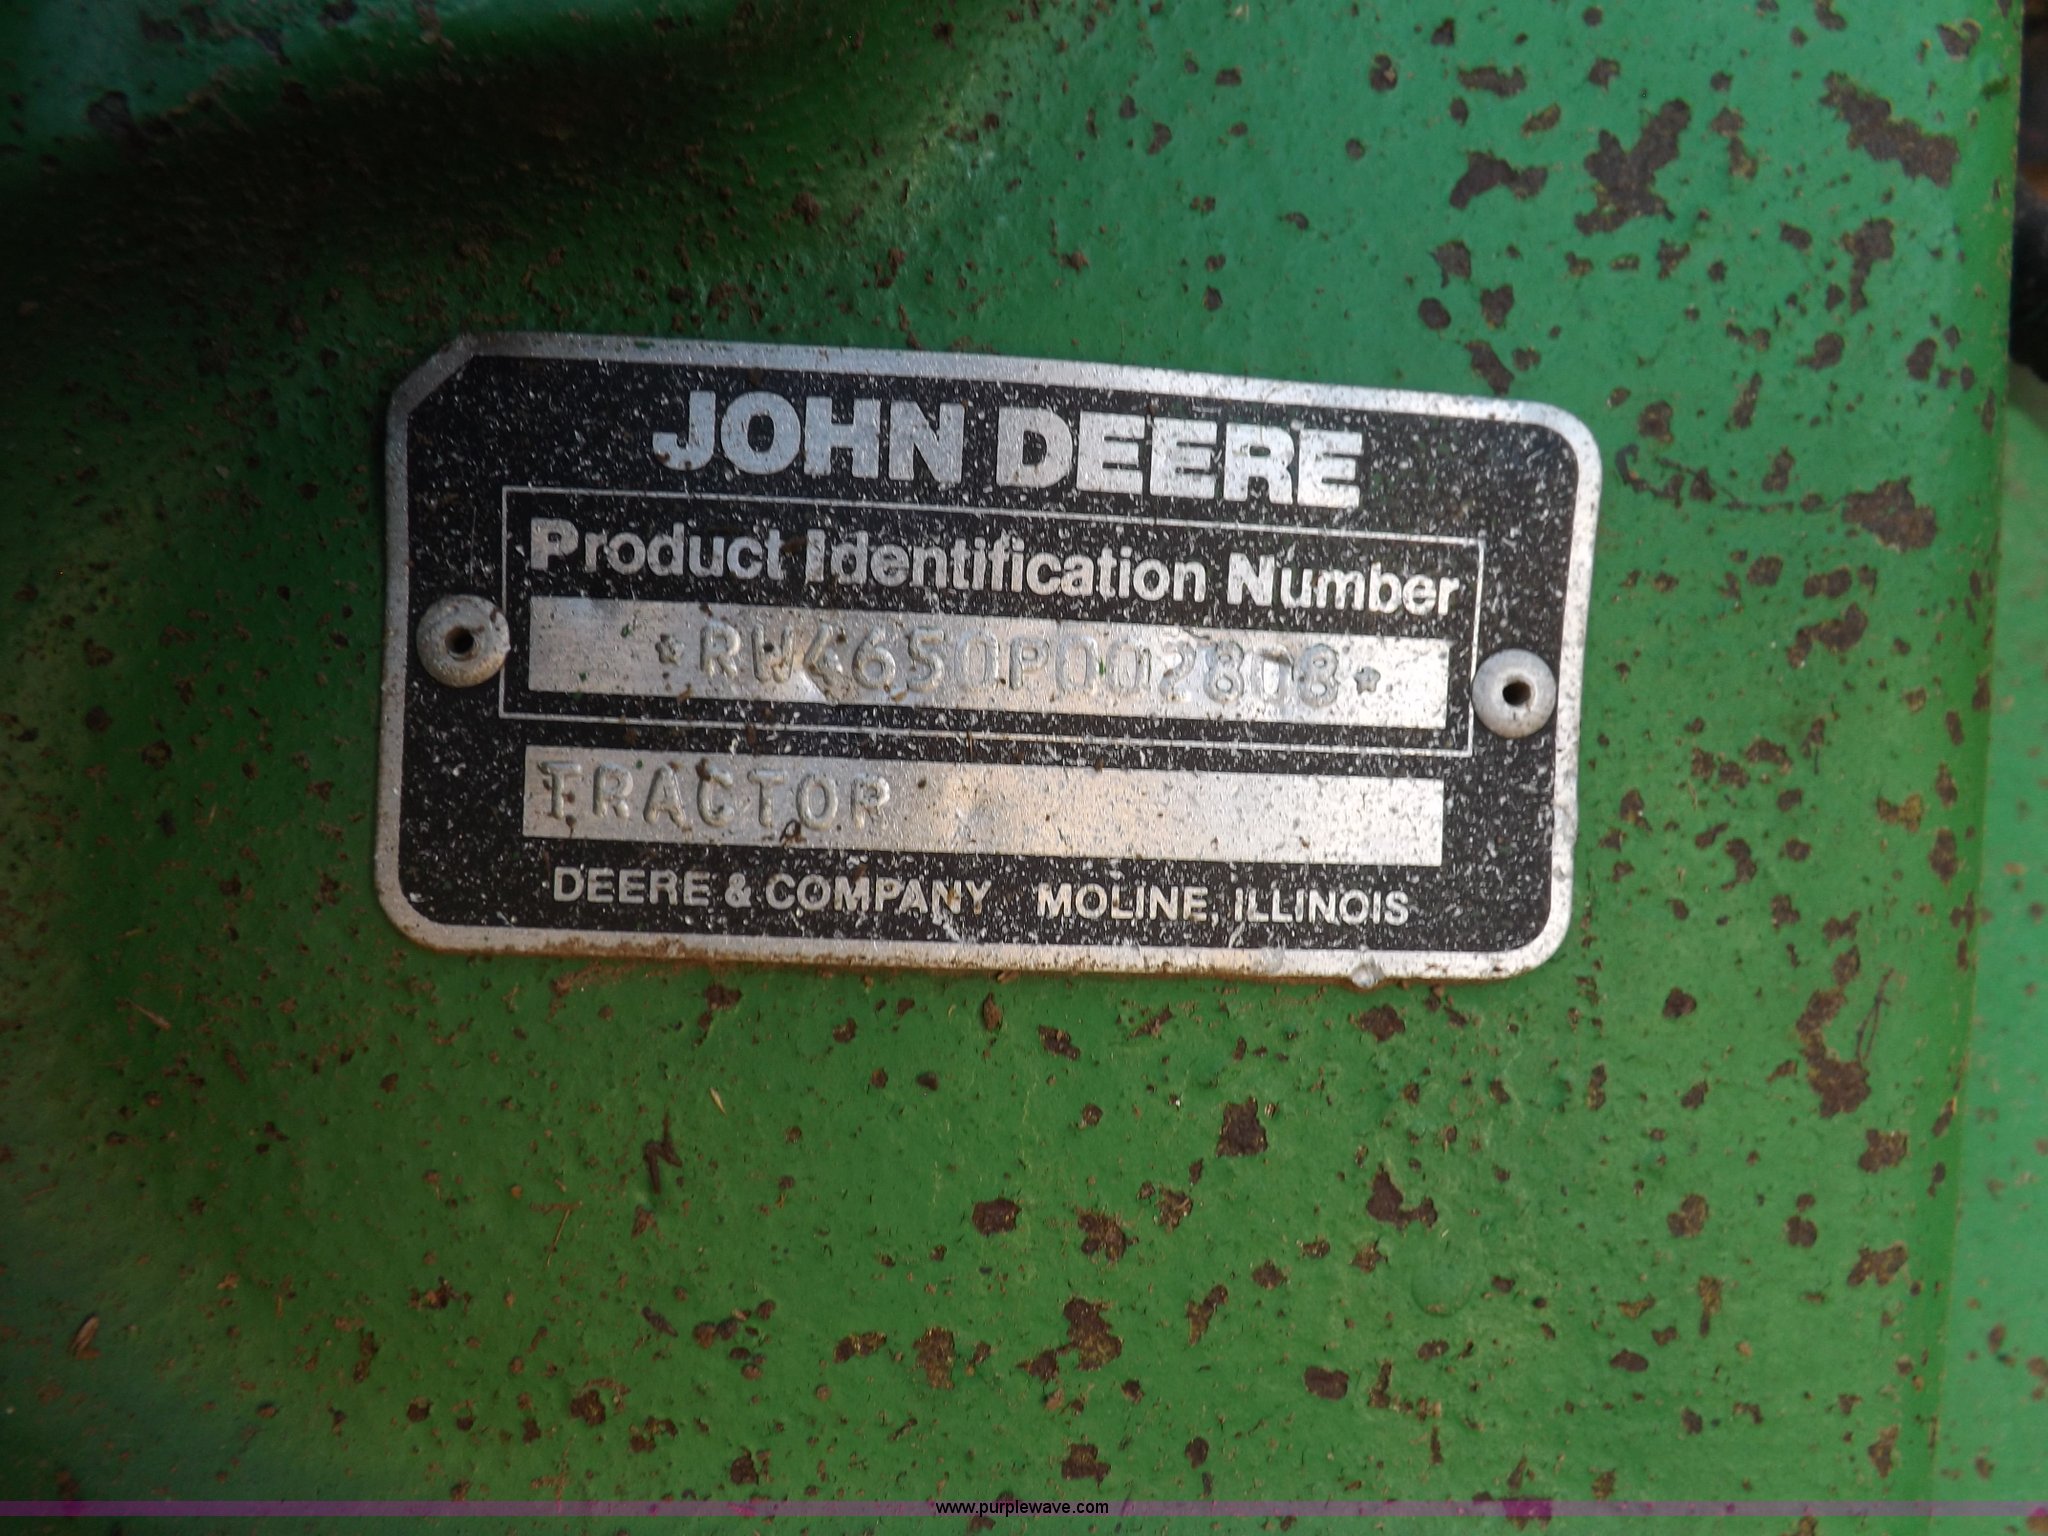 JOHN DEERE
Product Identification Number
*RW4650P002808*
TRACTOR
DEERE & COMPANY MOLINE, ILLINOIS
www.purplewave.com